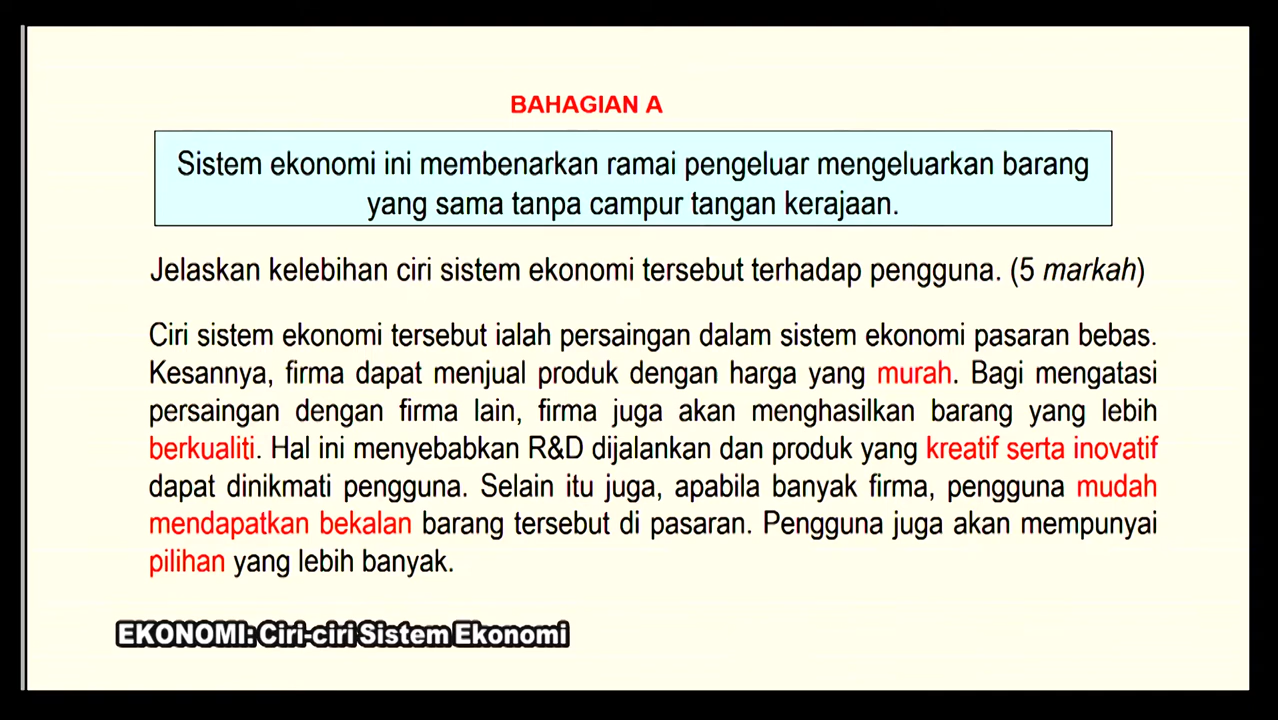 BAHAGIAN A
Sistem ekonomi ini membenarkan ramai pengeluar mengeluarkan barang
yang sama tanpa campur tangan kerajaan.
Jelaskan kelebihan ciri sistem ekonomi tersebut terhadap pengguna. (5 markah)
Ciri sistem ekonomi tersebut ialah persaingan dalam sistem ekonomi pasaran bebas.
Kesannya, firma dapat menjual produk dengan harga yang murah. Bagi mengatasi
persaingan dengan firma lain, firma juga akan menghasilkan barang yang lebih
berkualiti. Hal ini menyebabkan R&D dijalankan dan produk yang kreatif serta inovatif
dapat dinikmati pengguna. Selain itu juga, apabila banyak firma, pengguna mudah
mendapatkan bekalan barang tersebut di pasaran. Pengguna juga akan mempunyai
pilihan yang lebih banyak.
EKONOMI: Ciri-ciri Sistem Ekonomi